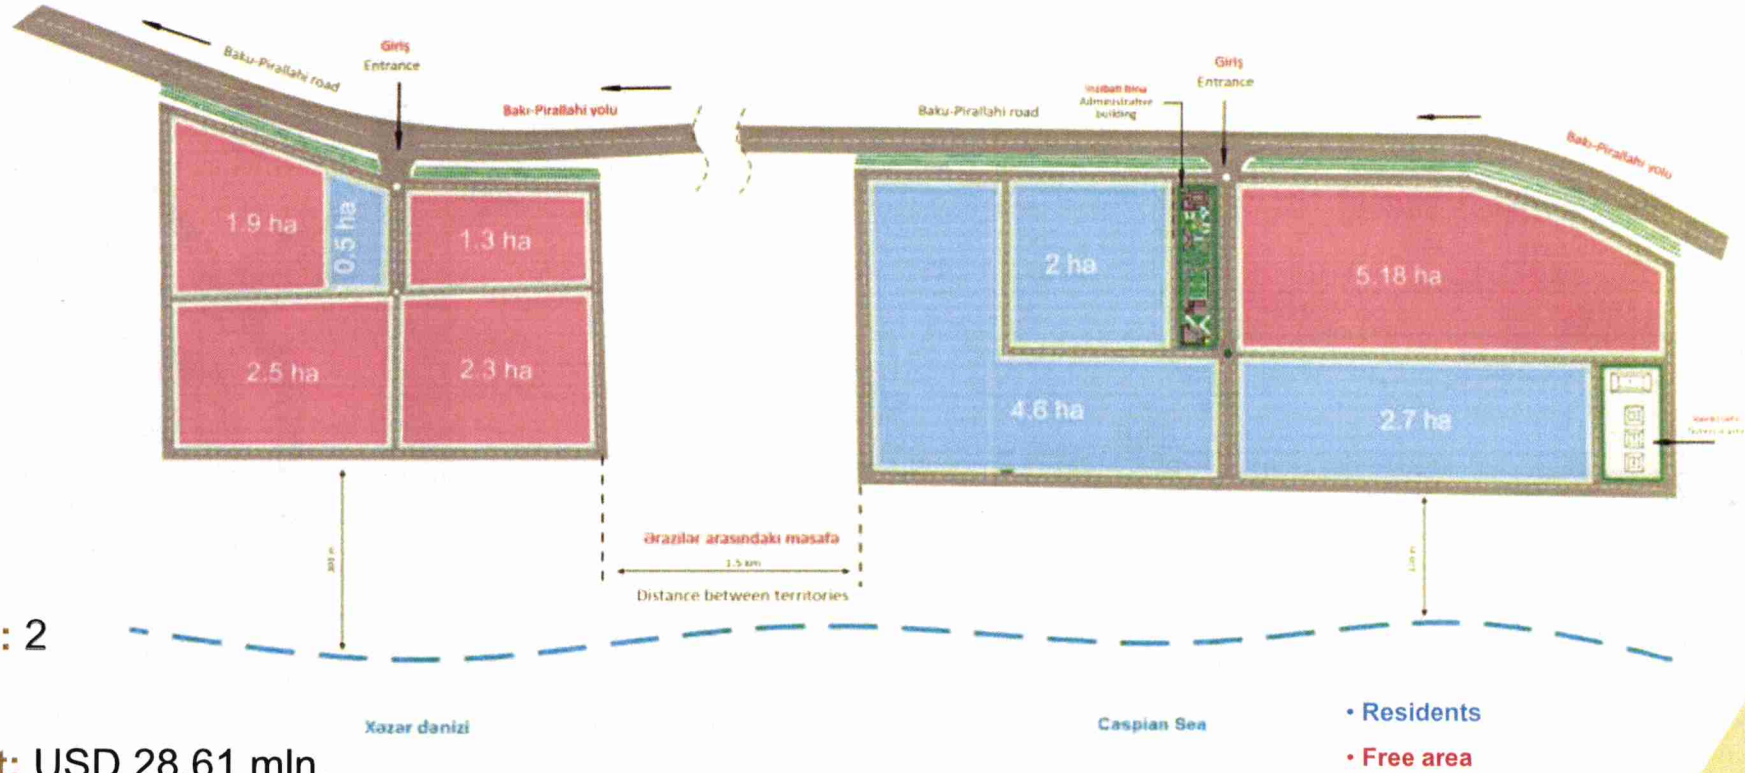 Baku-Pirallahi road
Giriş
Entrance
Bakı-Pirallahi yolu
Baku-Pirallahi road
İnzibati bina
Administrative
building
Giriş
Entrance
Bakı-Pirallahi yolu
1.9 ha
0.5 ha
1.3 ha
2.5 ha
2.3 ha
2 ha
5.18 ha
4.6 ha
2.7 ha
Ərazilər arasındakı məsafə
1.5 km
Distance between territories
: 2
Xəzər dənizi
Caspian Sea
• Residents
• Free area
t: USD 28,61 mln